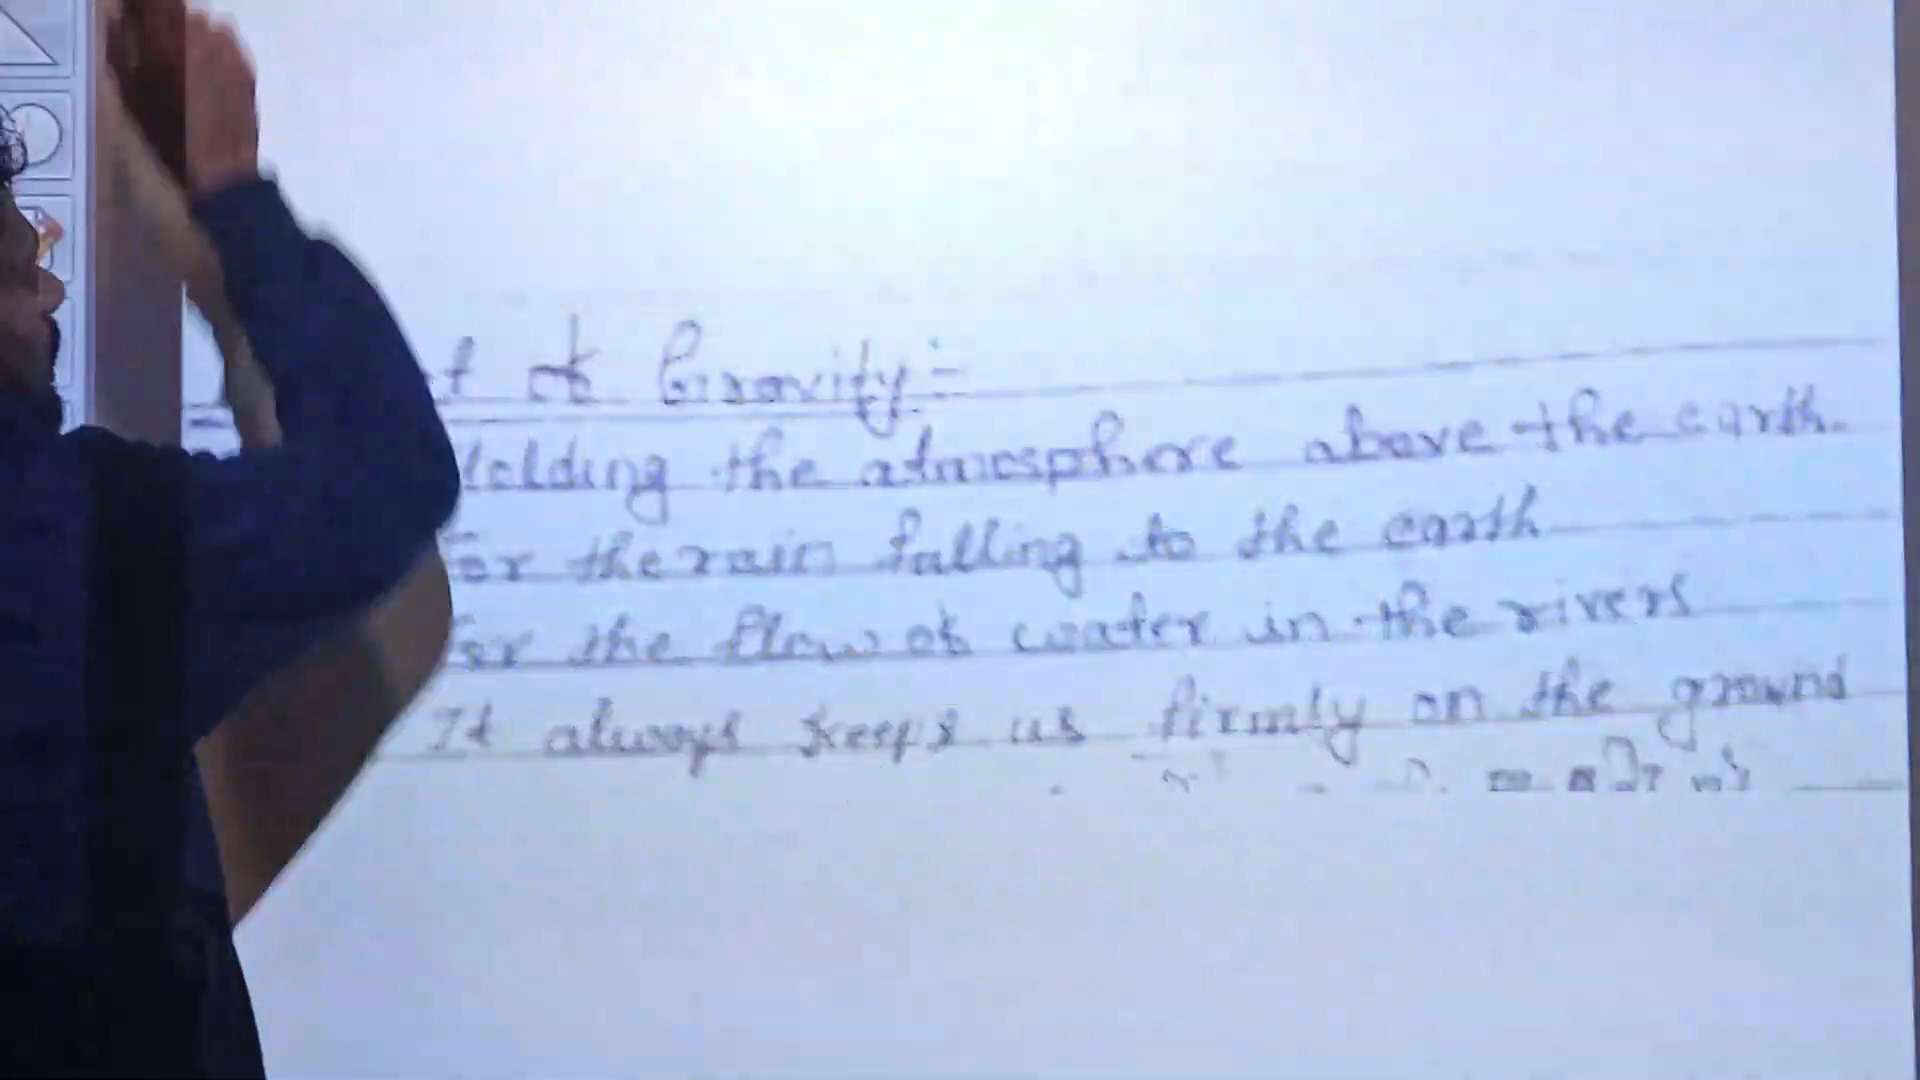 of Gravity:-
Holding the atmosphere above the earth.
For the rain falling to the earth
For the flow of water in the rivers
It always keeps us firmly on the ground